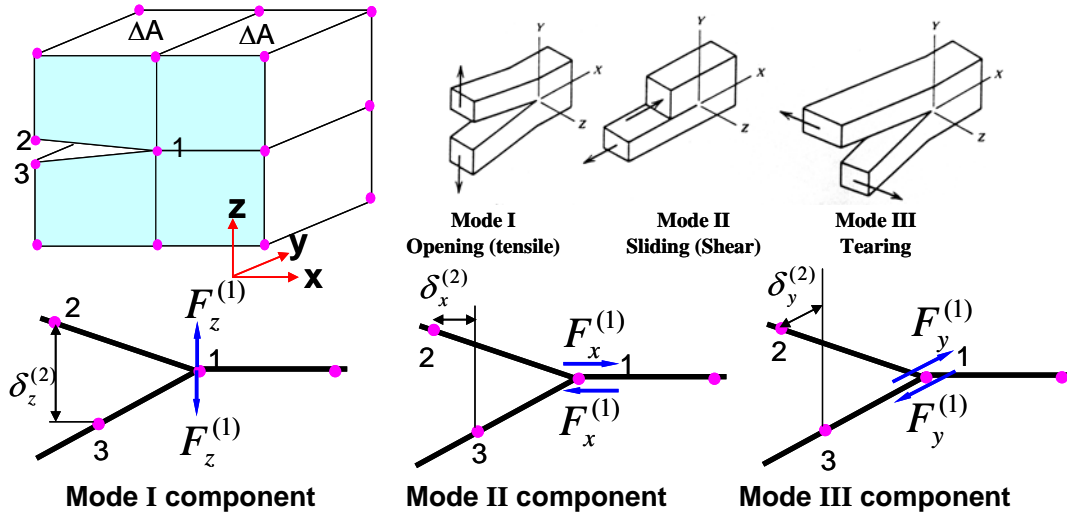 ΔA ΔA
2
3
1
z
y
x
Y
X
Z
Mode I
Opening (tensile)
Y
X
Z
Mode II
Sliding (Shear)
Y
X
Z
Mode III
Tearing
2
F_z^{(1)}
1
δ_z^{(2)}
F_z^{(1)}
3
Mode I component
δ_x^{(2)}
2
F_x^{(1)}
1
F_x^{(1)}
3
Mode II component
δ_y^{(2)}
2
F_y^{(1)}
1
F_y^{(1)}
3
Mode III component